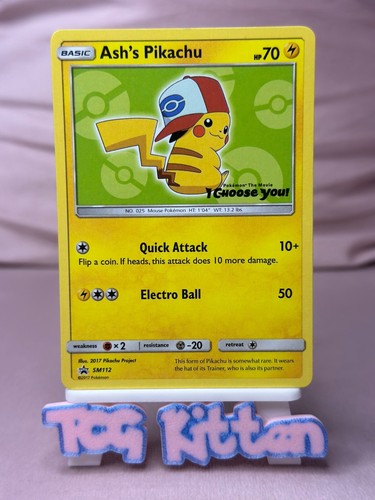 BASIC Ash's Pikachu HP 70
Pokémon The Movie
I Choose You!
NO. 025 Mouse Pokémon HT: 1'04" WT: 13.2 lbs.
Quick Attack 10+
Flip a coin. If heads, this attack does 10 more damage.
Electro Ball 50
weakness ×2 resistance -20 retreat
Illus. 2017 Pikachu Project
SM112
©2017 Pokémon
This form of Pikachu is somewhat rare. It wears
the hat of its Trainer, who is also its partner.
TCG Kitten